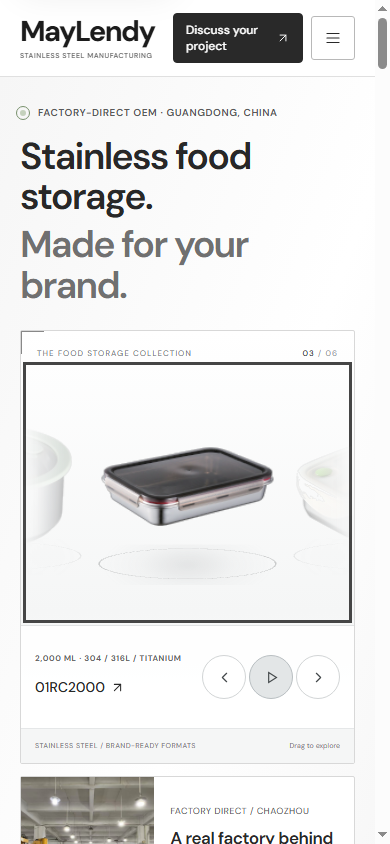 MayLendy
STAINLESS STEEL MANUFACTURING
Discuss your
project
FACTORY-DIRECT OEM · GUANGDONG, CHINA
Stainless food
storage.
Made for your
brand.
THE FOOD STORAGE COLLECTION
03 / 06
2,000 ML · 304 / 316L / TITANIUM
01RC2000
STAINLESS STEEL / BRAND-READY FORMATS
Drag to explore
FACTORY DIRECT / CHAOZHOU
A real factory behind